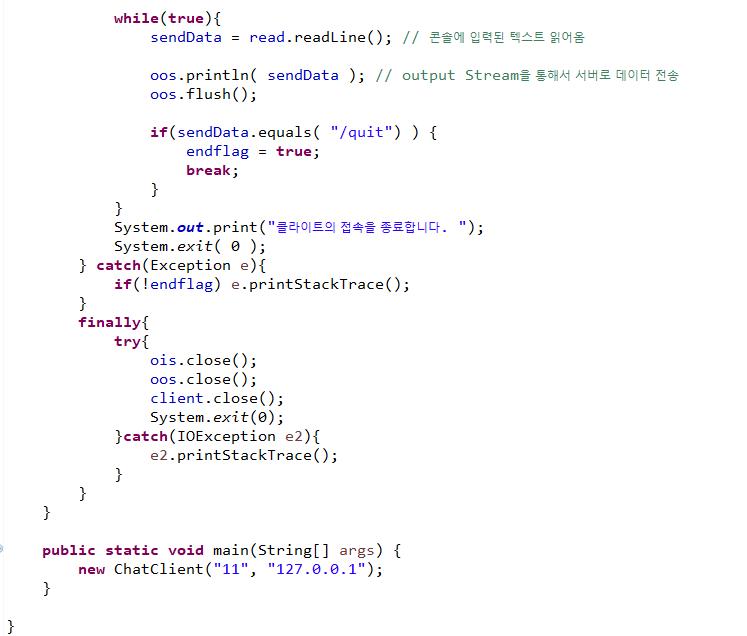 while(true){
sendData = read.readLine(); // 콘솔에 입력된 텍스트 읽어옴
oos.println( sendData ); // output Stream을 통해서 서버로 데이터 전송
oos.flush();
if(sendData.equals( "/quit") ) {
endflag = true;
break;
}
}
System.out.print("클라이트의 접속을 종료합니다. ");
System.exit( 0 );
} catch(Exception e){
if(!endflag) e.printStackTrace();
}
finally{
try{
ois.close();
oos.close();
client.close();
System.exit(0);
}catch(IOException e2){
e2.printStackTrace();
}
}
}
public static void main(String[] args) {
new ChatClient("11", "127.0.0.1");
}
}